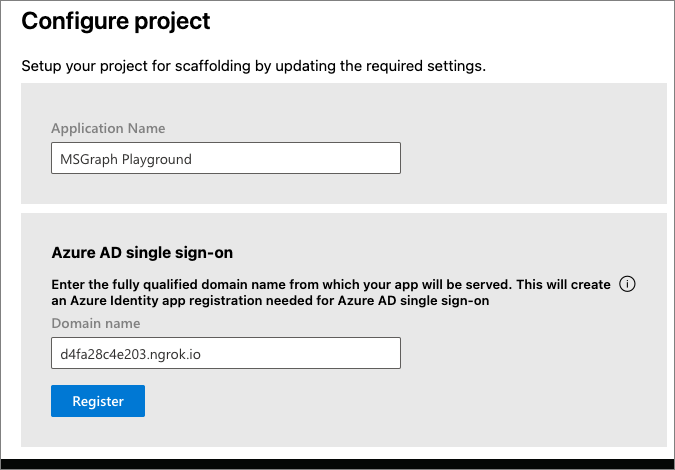 Configure project
Setup your project for scaffolding by updating the required settings.
Application Name
MSGraph Playground
Azure AD single sign-on
Enter the fully qualified domain name from which your app will be served. This will create
an Azure Identity app registration needed for Azure AD single sign-on
Domain name
d4fa28c4e203.ngrok.io
Register